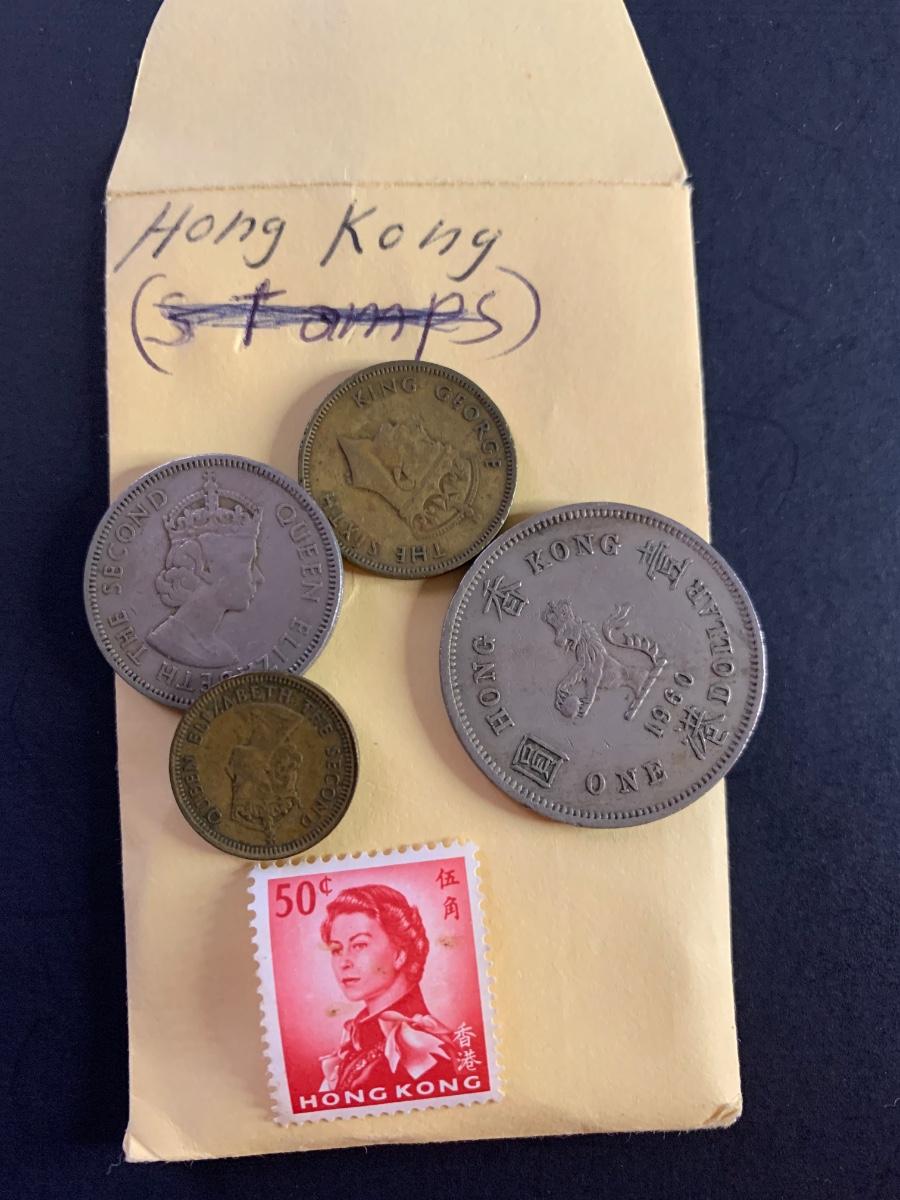 Hong Kong
(stamps)
KING GEORGE
THE SIXTH
QUEEN ELIZABETH THE SECOND
HONG KONG
ONE DOLLAR
香港
壹圓
1960
QUEEN ELIZABETH THE SECOND
50¢
伍角
香港
HONG KONG